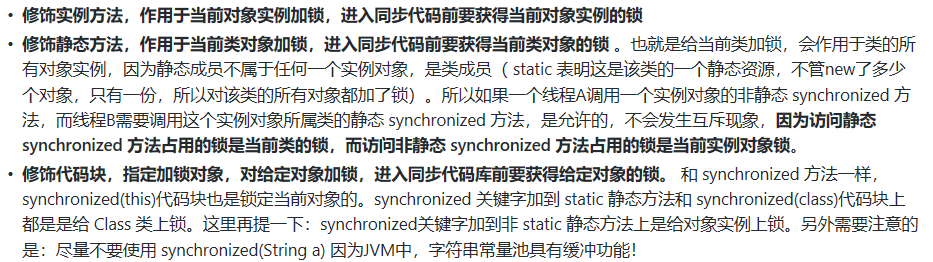 • 修饰实例方法，作用于当前对象实例加锁，进入同步代码前要获得当前对象实例的锁
• 修饰静态方法，作用于当前类对象加锁，进入同步代码前要获得当前类对象的锁 。也就是给当前类加锁，会作用于类的所
有对象实例，因为静态成员不属于任何一个实例对象，是类成员（ static 表明这是该类的一个静态资源，不管new了多少
个对象，只有一份，所以对该类的所有对象都加了锁）。所以如果一个线程A调用一个实例对象的非静态 synchronized 方
法，而线程B需要调用这个实例对象所属类的静态 synchronized 方法，是允许的，不会发生互斥现象，因为访问静态
synchronized 方法占用的锁是当前类的锁，而访问非静态 synchronized 方法占用的锁是当前实例对象锁。
• 修饰代码块，指定加锁对象，对给定对象加锁，进入同步代码库前要获得给定对象的锁。 和 synchronized 方法一样，
synchronized(this)代码块也是锁定当前对象的。synchronized 关键字加到 static 静态方法和 synchronized(class)代码块上
都是是给 Class 类上锁。这里再提一下：synchronized关键字加到非 static 静态方法上是给对象实例上锁。另外需要注意的
是：尽量不要使用 synchronized(String a) 因为JVM中，字符串常量池具有缓冲功能！